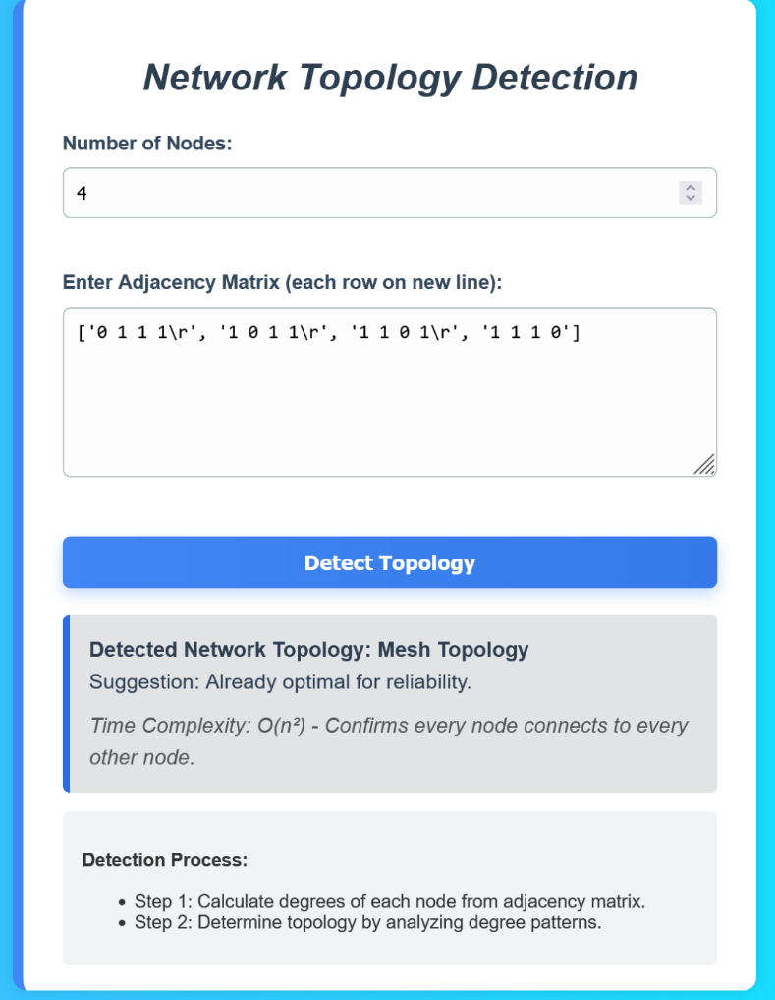 Network Topology Detection
Number of Nodes:
4
Enter Adjacency Matrix (each row on new line):
['0 1 1 1\r', '1 0 1 1\r', '1 1 0 1\r', '1 1 1 0']
Detect Topology
Detected Network Topology: Mesh Topology
Suggestion: Already optimal for reliability.
Time Complexity: O(n²) - Confirms every node connects to every
other node.
Detection Process:
• Step 1: Calculate degrees of each node from adjacency matrix.
• Step 2: Determine topology by analyzing degree patterns.